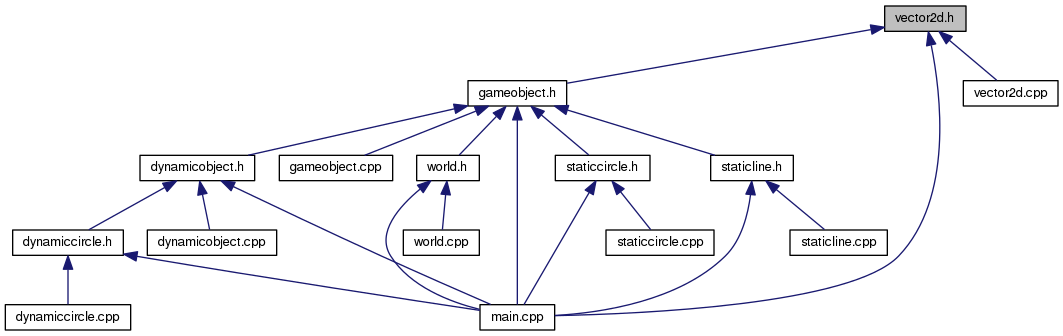 vector2d.h
gameobject.h
vector2d.cpp
dynamicobject.h
gameobject.cpp
world.h
staticcircle.h
staticline.h
dynamiccircle.h
dynamicobject.cpp
world.cpp
staticcircle.cpp
staticline.cpp
dynamiccircle.cpp
main.cpp